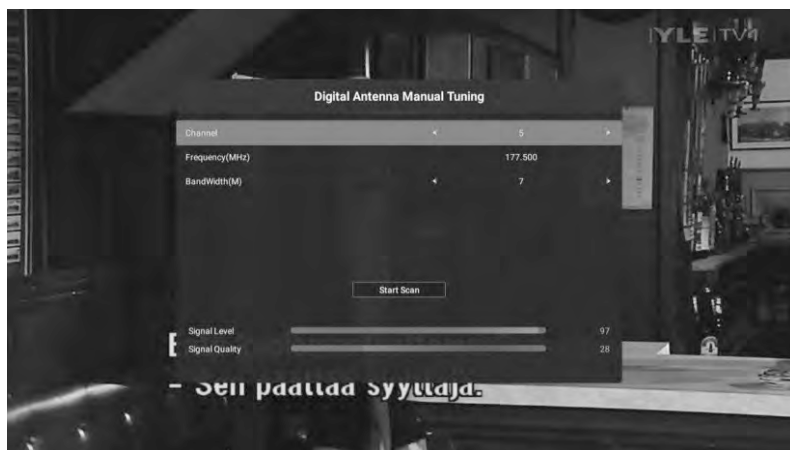 YLE TV1
Digital Antenna Manual Tuning
Channel 5
Frequency(MHz) 177.500
BandWidth(M) 7
Start Scan
Signal Level 97
Signal Quality 28
– Sen päättää syyttäjä.